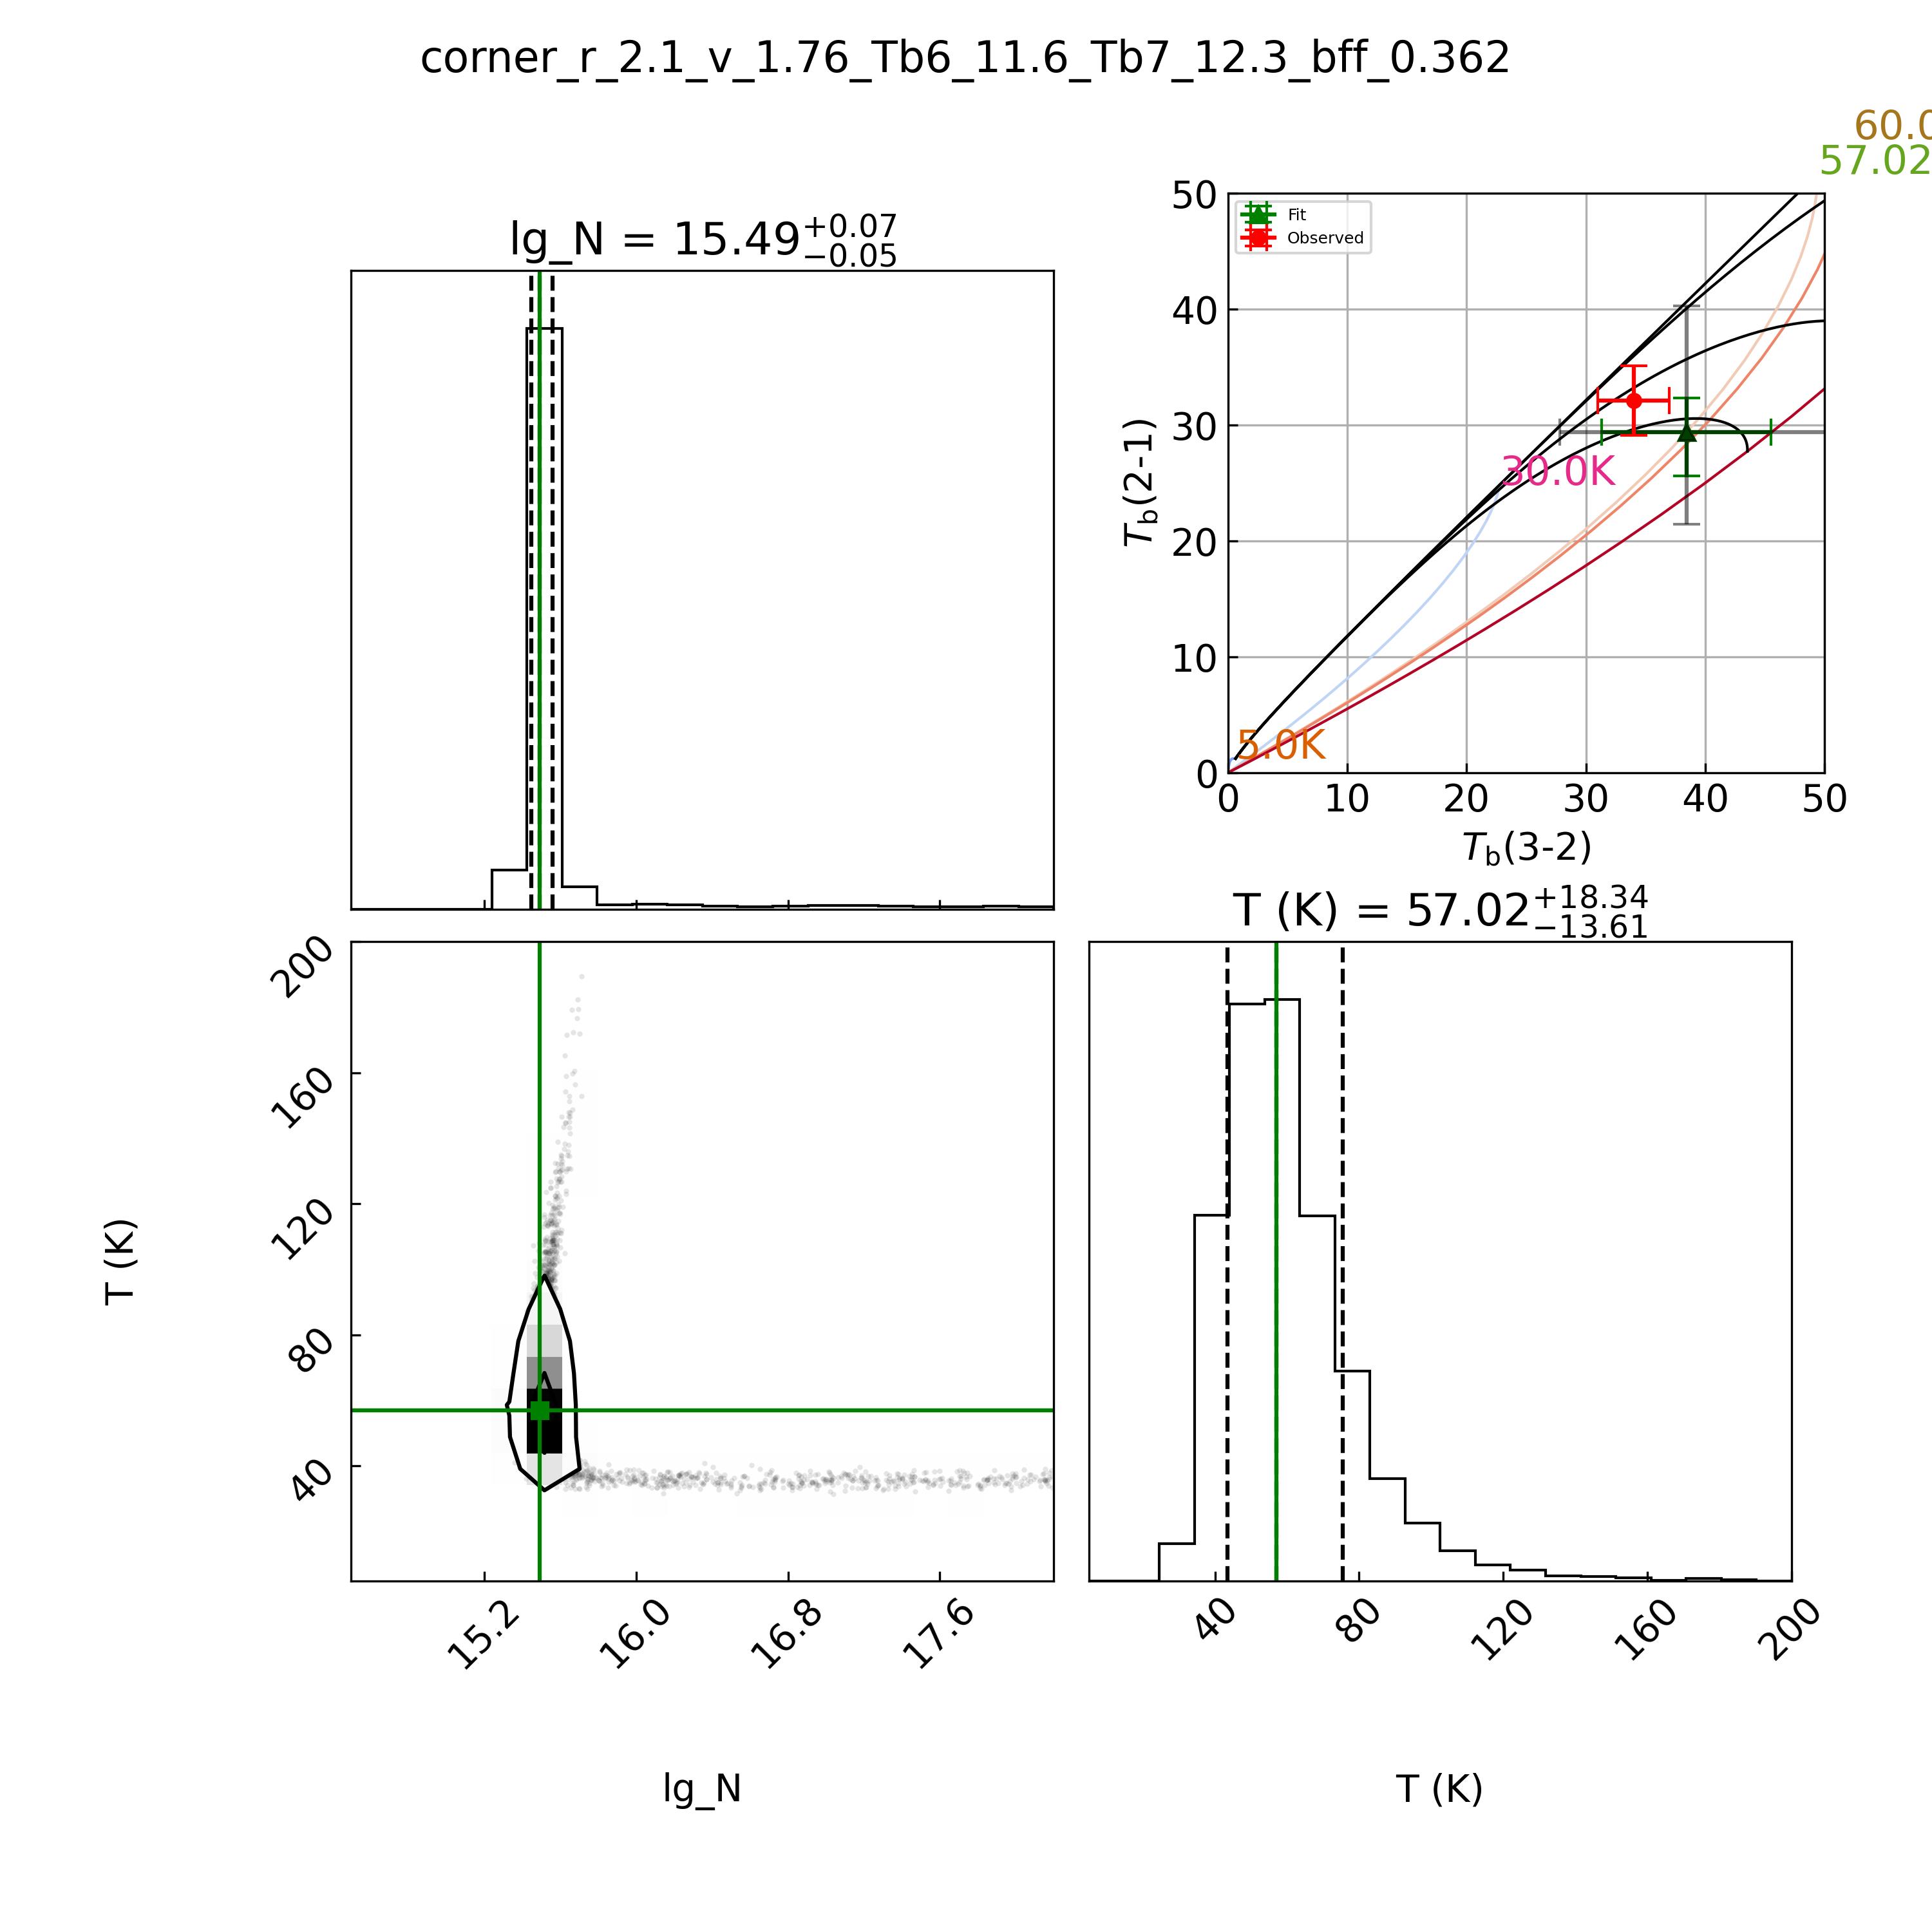 corner_r_2.1_v_1.76_Tb6_11.6_Tb7_12.3_bff_0.362
60.0
57.02
lg_N = 15.49 +0.07 −0.05
50
40
30
20
10
0
Tb(2-1)
Fit
Observed
30.0K
5.0K
0 10 20 30 40 50
Tb(3-2)
T (K) = 57.02 +18.34 −13.61
200
160
120
80
40
T (K)
15.2 16.0 16.8 17.6
40 80 120 160 200
lg_N
T (K)